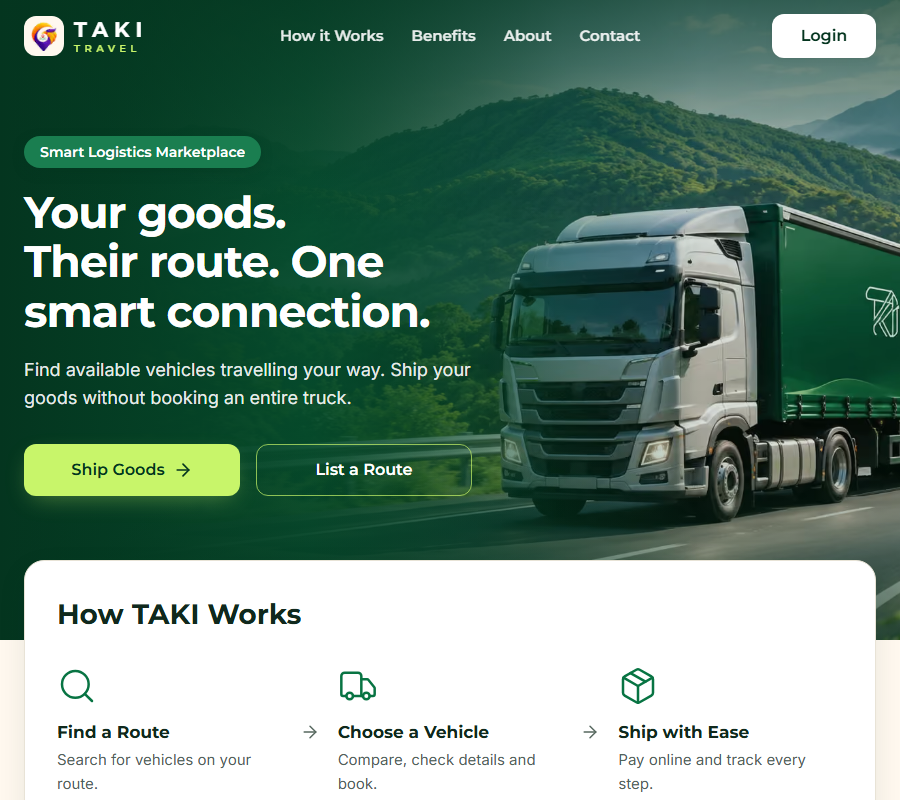 TAKI
TRAVEL
How it Works
Benefits
About
Contact
Login
Smart Logistics Marketplace
Your goods.
Their route. One
smart connection.
Find available vehicles travelling your way. Ship your
goods without booking an entire truck.
Ship Goods →
List a Route
How TAKI Works
Find a Route
Search for vehicles on your
route.
Choose a Vehicle
Compare, check details and
book.
Ship with Ease
Pay online and track every
step.